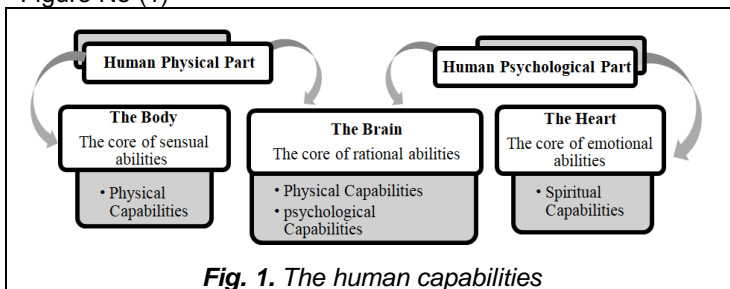 Figure No (1)
Human Physical Part
Human Psychological Part
The Body
The core of sensual
abilities
• Physical
Capabilities
The Brain
The core of rational abilities
• Physical Capabilities
• psychological
Capabilities
The Heart
The core of emotional
abilities
• Spiritual
Capabilities
Fig. 1. The human capabilities